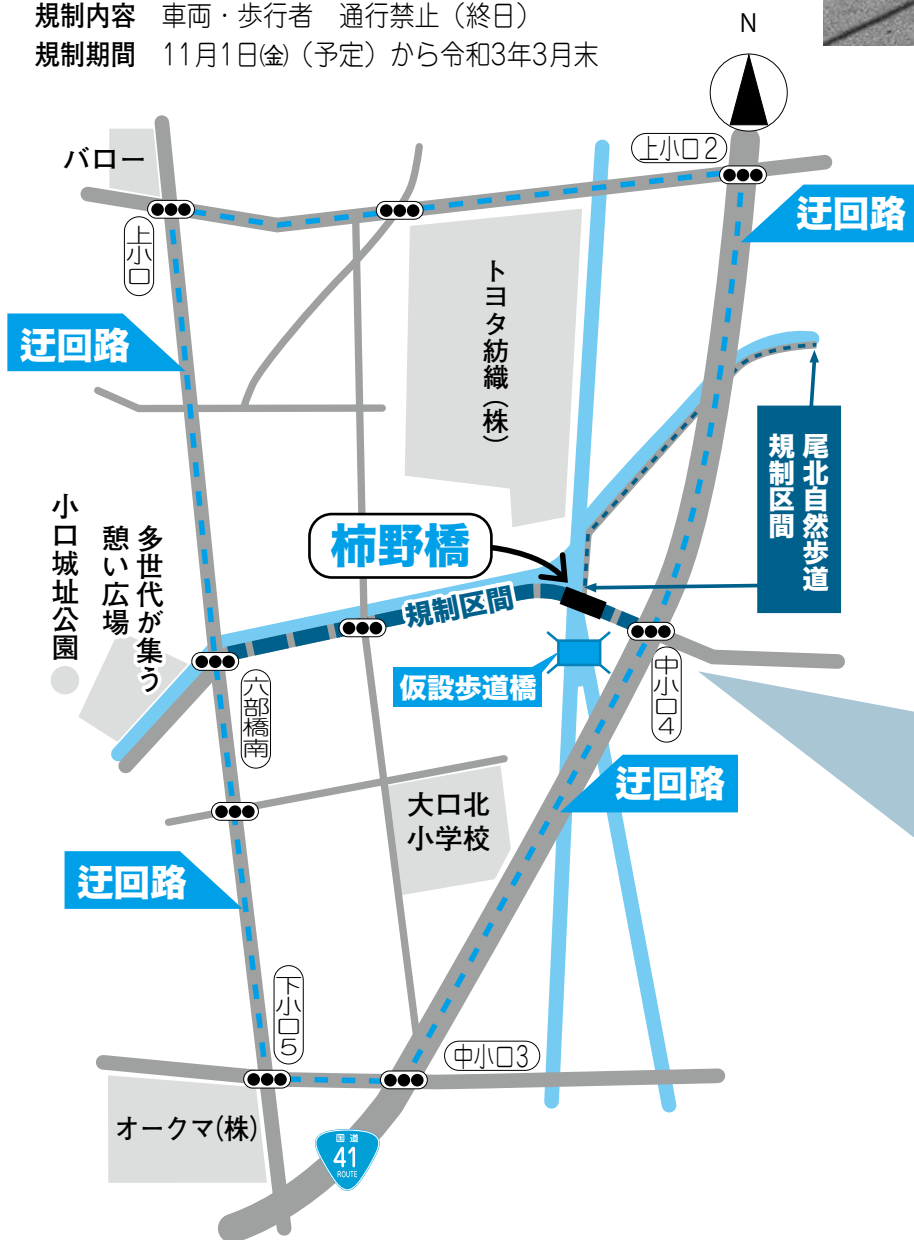 規制内容　車両・歩行者　通行禁止（終日）
規制期間　11月1日㈮（予定）から令和3年3月末
N
バロー
上小口2
迂回路
上小口
トヨタ紡織（株）
迂回路
尾北自然歩道
規制区間
小口城址公園
多世代が集う
憩い広場
柿野橋
規制区間
仮設歩道橋
中小口4
六部橋南
迂回路
大口北
小学校
迂回路
下小口5
中小口3
オークマ(株)
国道
41
ROUTE